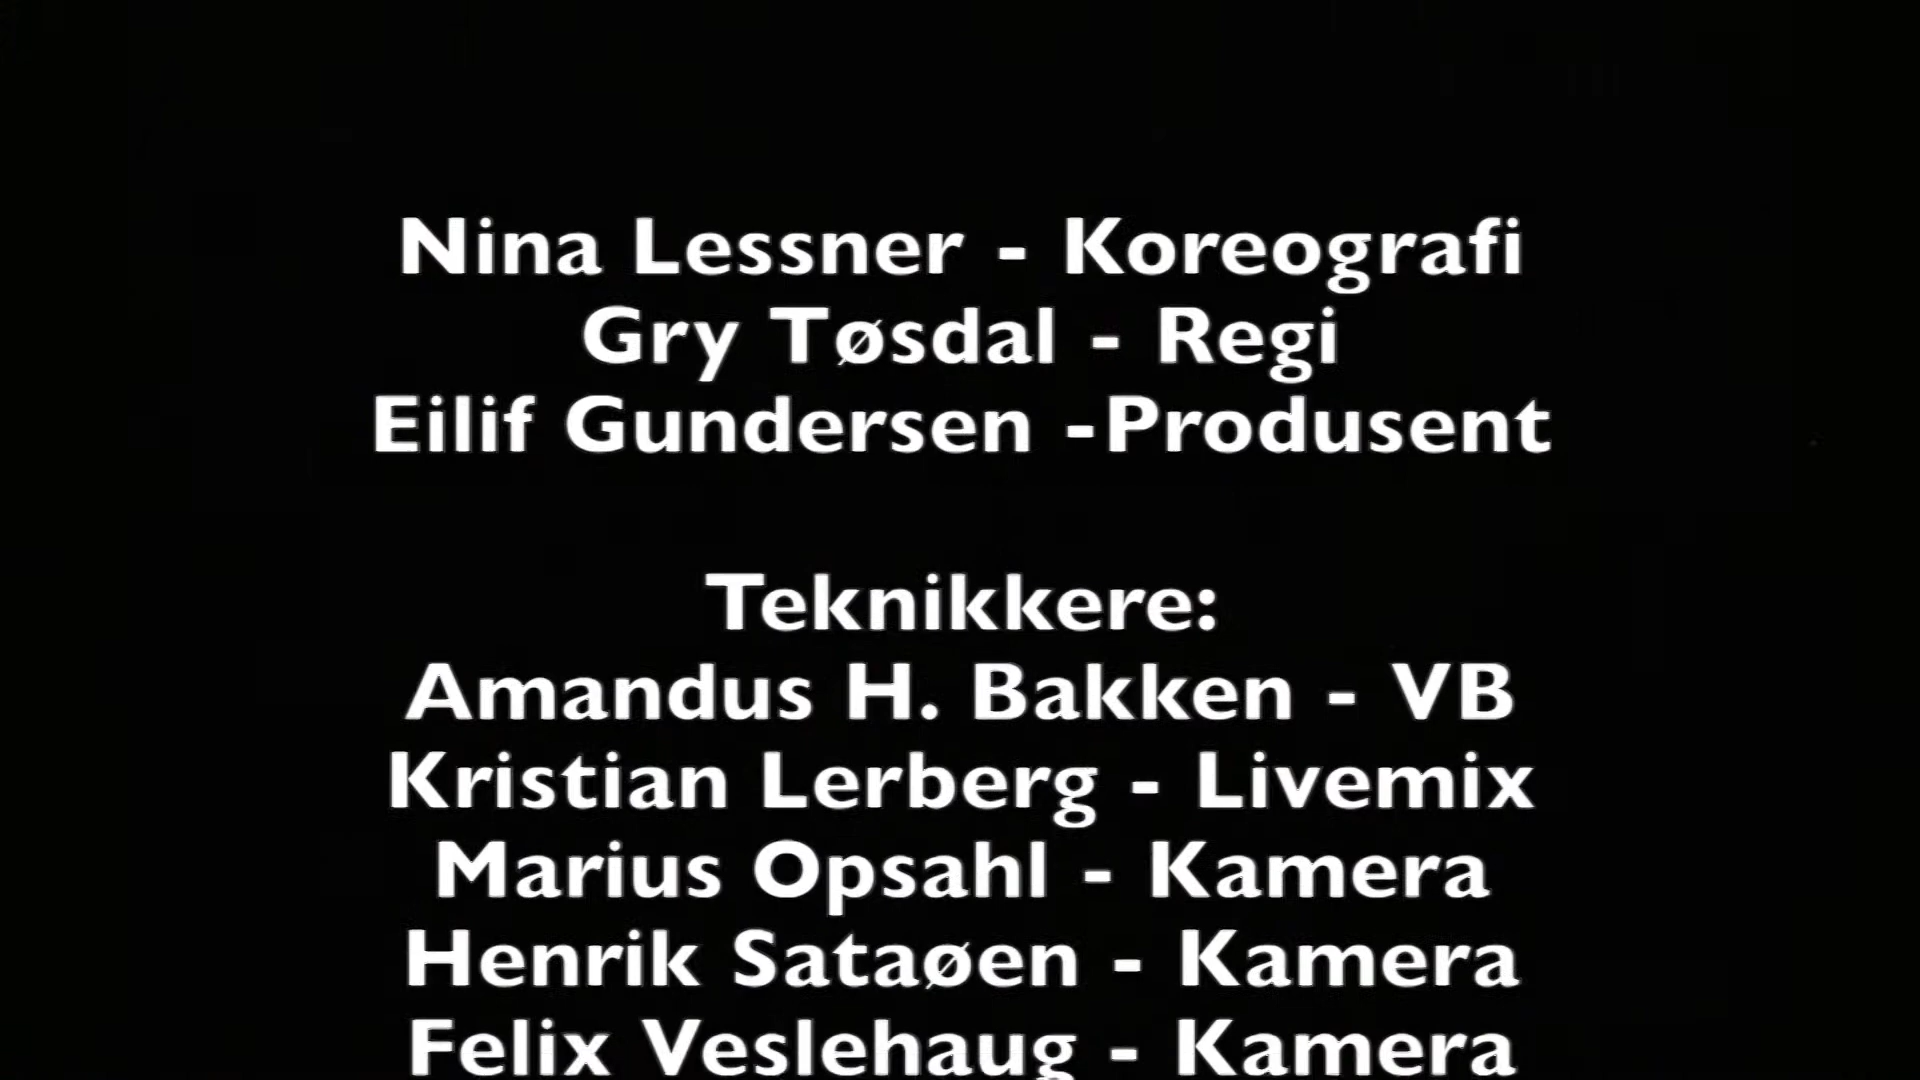 Nina Lessner - Koreografi
Gry Tøsdal - Regi
Eilif Gundersen -Produsent
Teknikkere:
Amandus H. Bakken - VB
Kristian Lerberg - Livemix
Marius Opsahl - Kamera
Henrik Sataøen - Kamera
Felix Veslehaug - Kamera